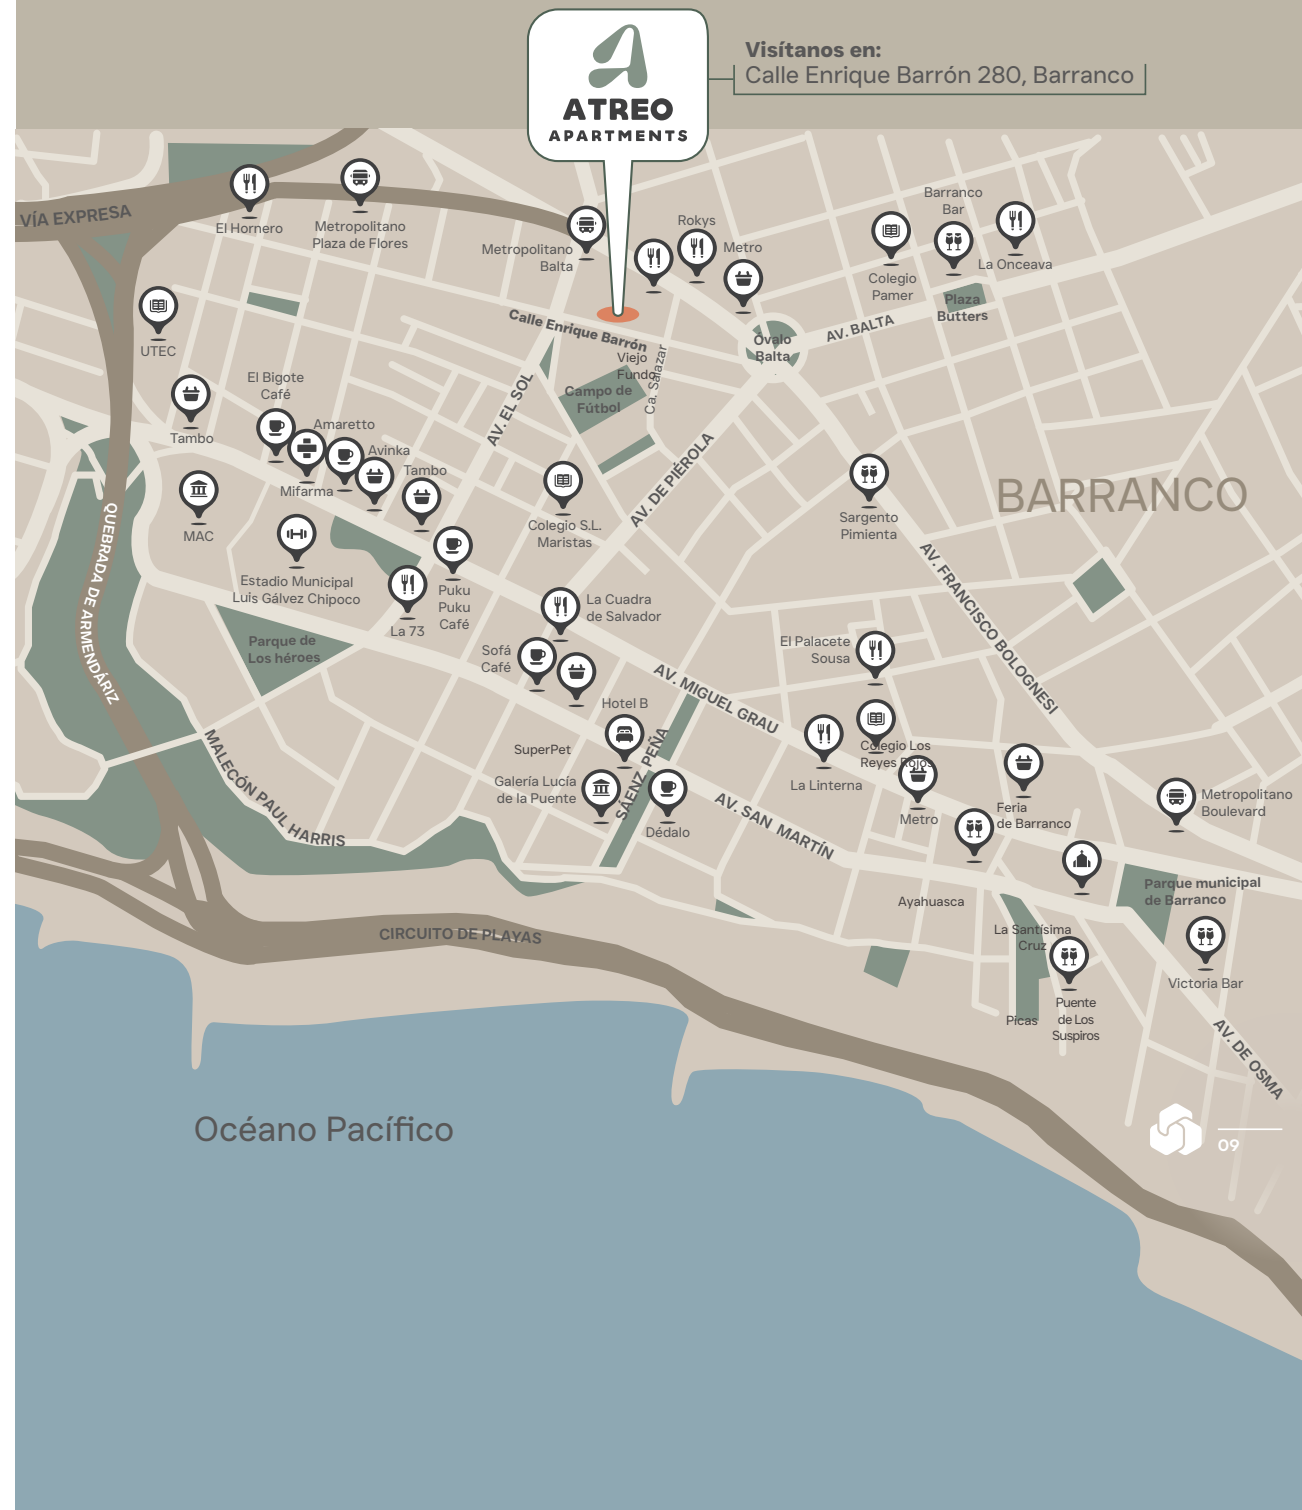 ATREO
APARTMENTS
Visítanos en:
Calle Enrique Barrón 280, Barranco
VÍA EXPRESA
El Hornero
Metropolitano
Plaza de Flores
Metropolitano
Balta
Rokys
Metro
Barranco
Bar
Colegio
Pamer
La Onceava
Plaza
Butters
AV. BALTA
Óvalo
Balta
Calle Enrique Barrón
Viejo
Fundo
Ca. Salazar
Campo de
Fútbol
UTEC
Tambo
El Bigote
Café
Amaretto
Avinka
Tambo
Mifarma
MAC
AV. EL SOL
AV. DE PIÉROLA
Colegio S.L.
Maristas
Sargento
Pimienta
BARRANCO
QUEBRADA DE ARMENDÁRIZ
Estadio Municipal
Luis Gálvez Chipoco
Puku
Puku
Café
La 73
La Cuadra
de Salvador
Parque de
Los héroes
Sofá
Café
AV. FRANCISCO BOLOGNESI
El Palacete
Sousa
AV. MIGUEL GRAU
Hotel B
SuperPet
SÁENZ PEÑA
Galería Lucía
de la Puente
Dédalo
MALECÓN PAUL HARRIS
Colegio Los
Reyes Rojos
La Linterna
Metro
AV. SAN MARTÍN
Feria
de Barranco
Metropolitano
Boulevard
Parque municipal
de Barranco
Ayahuasca
La Santísima
Cruz
CIRCUITO DE PLAYAS
Victoria Bar
Picas
Puente
de Los
Suspiros
AV. DE OSMA
Océano Pacífico
09